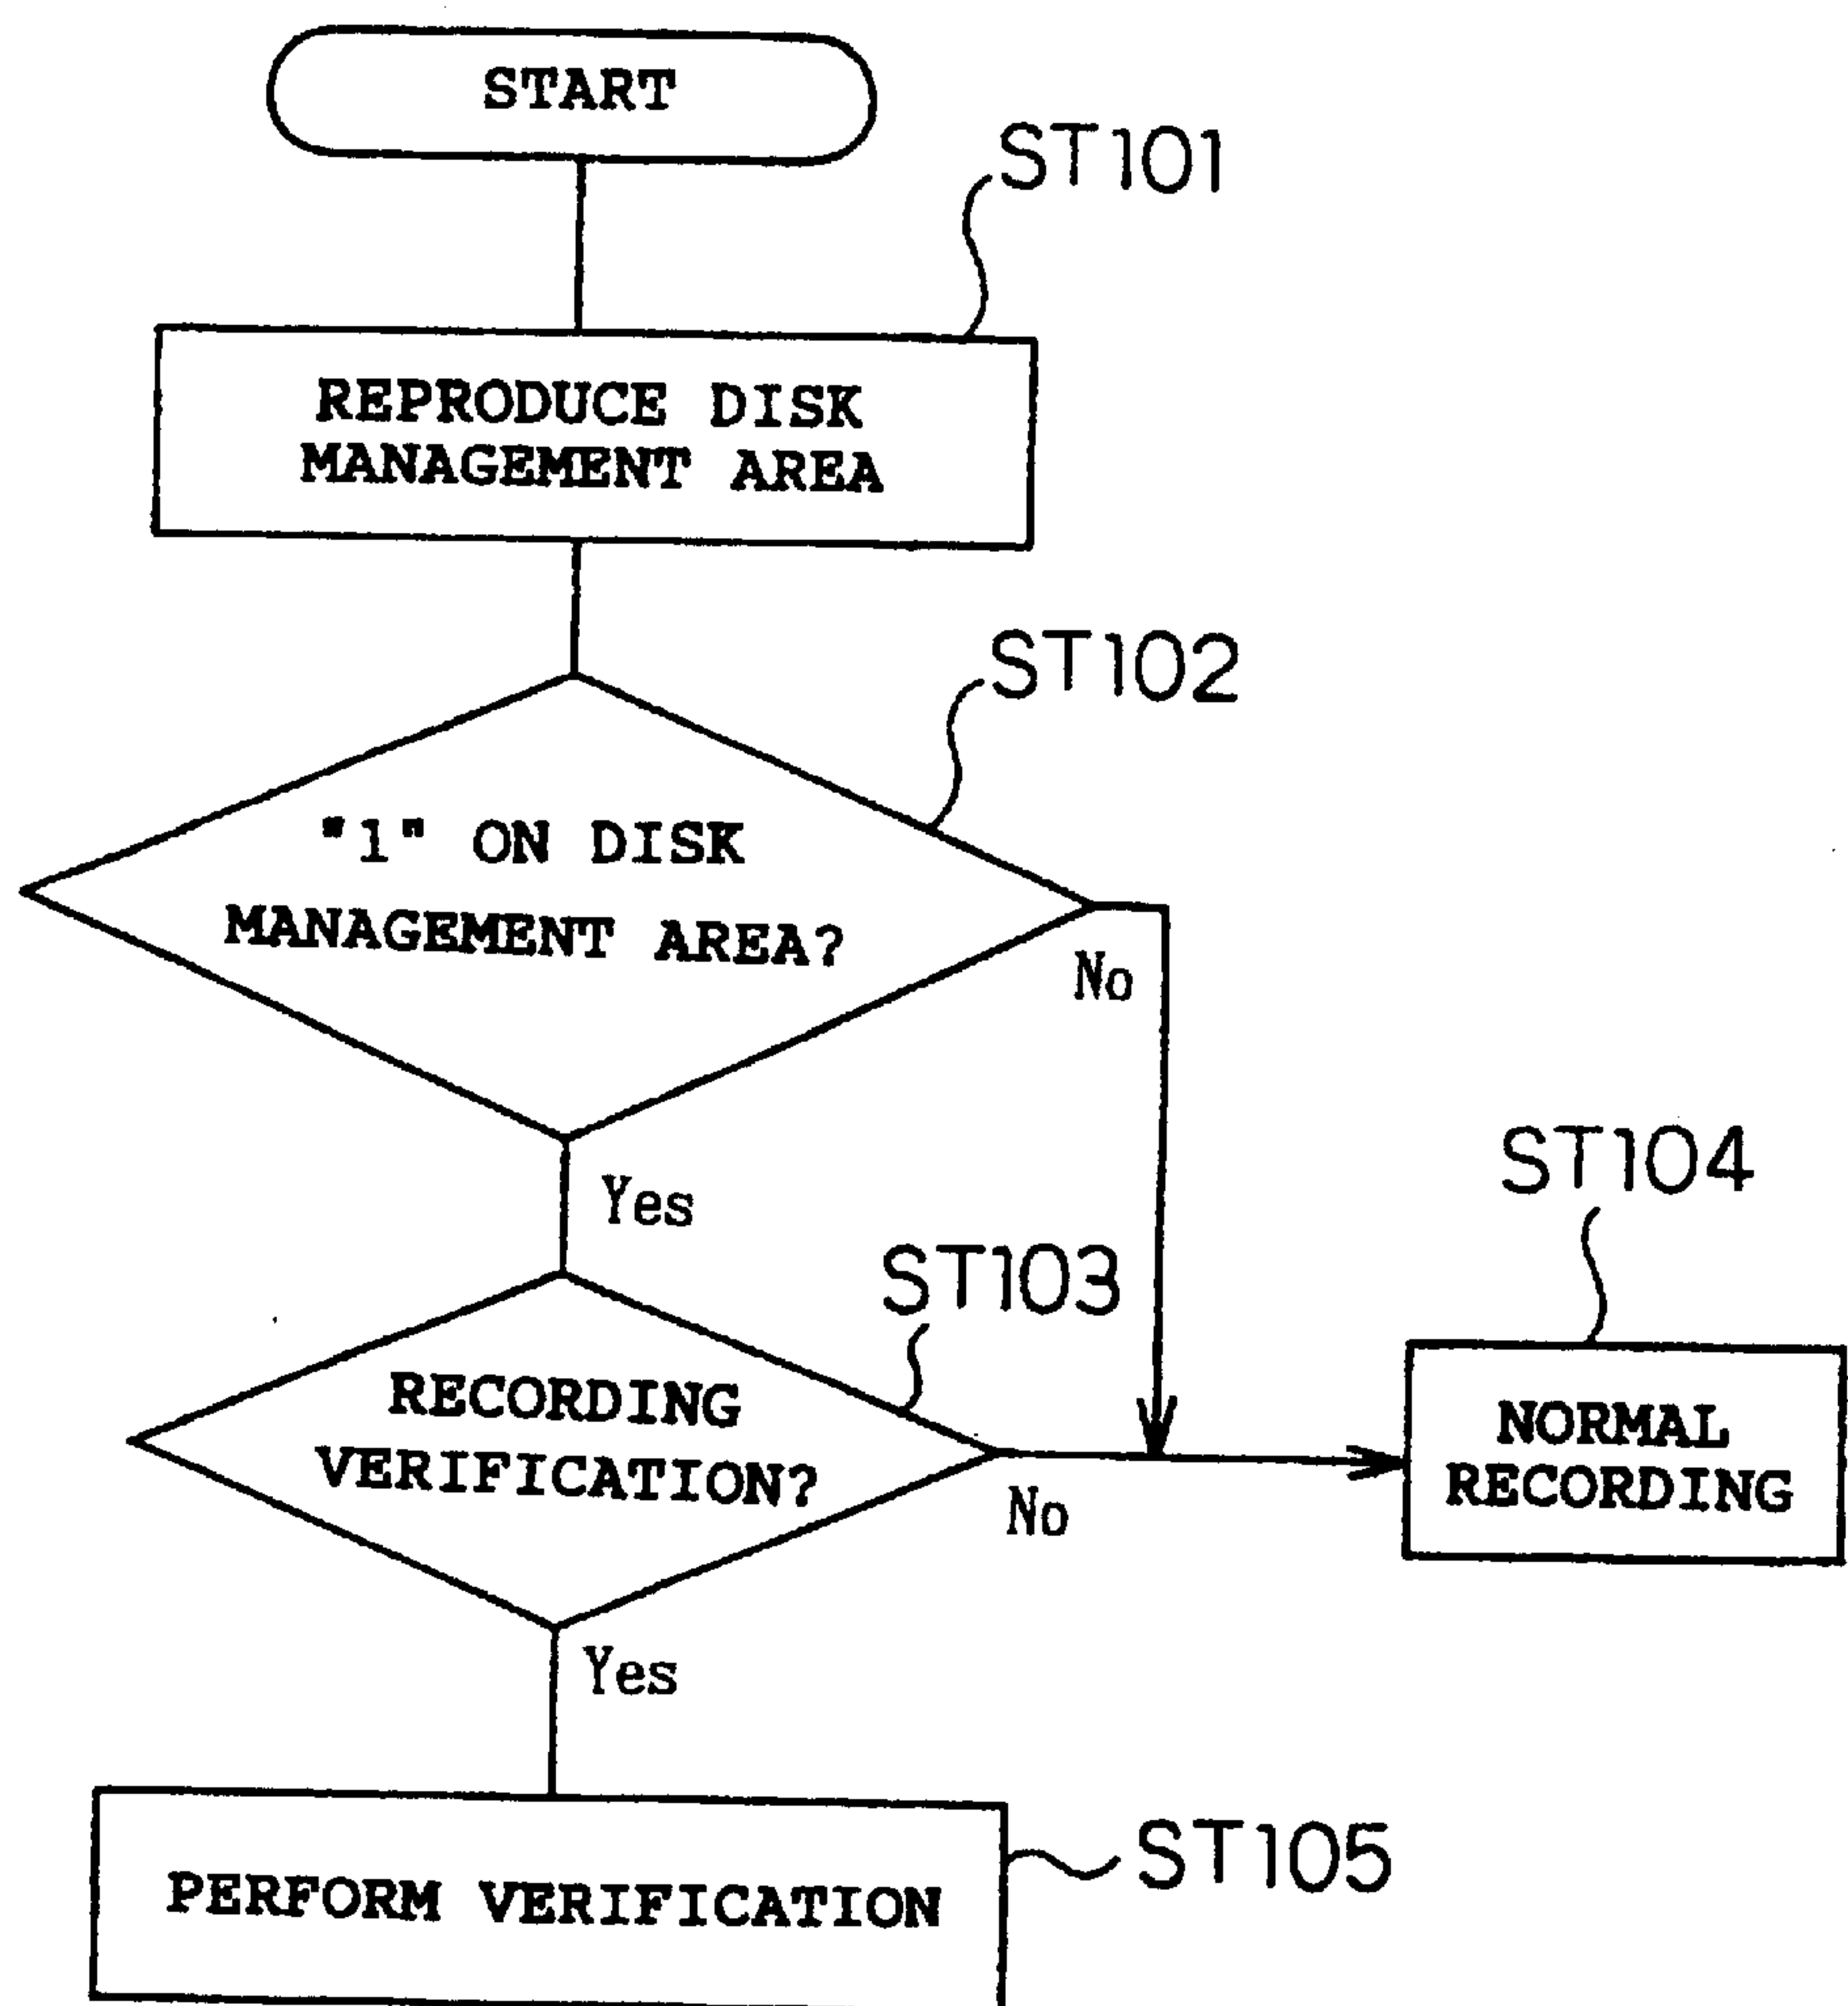 START
ST101
REPRODUCE DISK
MANAGEMENT AREA
ST102
"1" ON DISK
MANAGEMENT AREA?
No
Yes
ST103
RECORDING
VERIFICATION?
No
ST104
NORMAL
RECORDING
Yes
PERFORM VERIFICATION
ST105